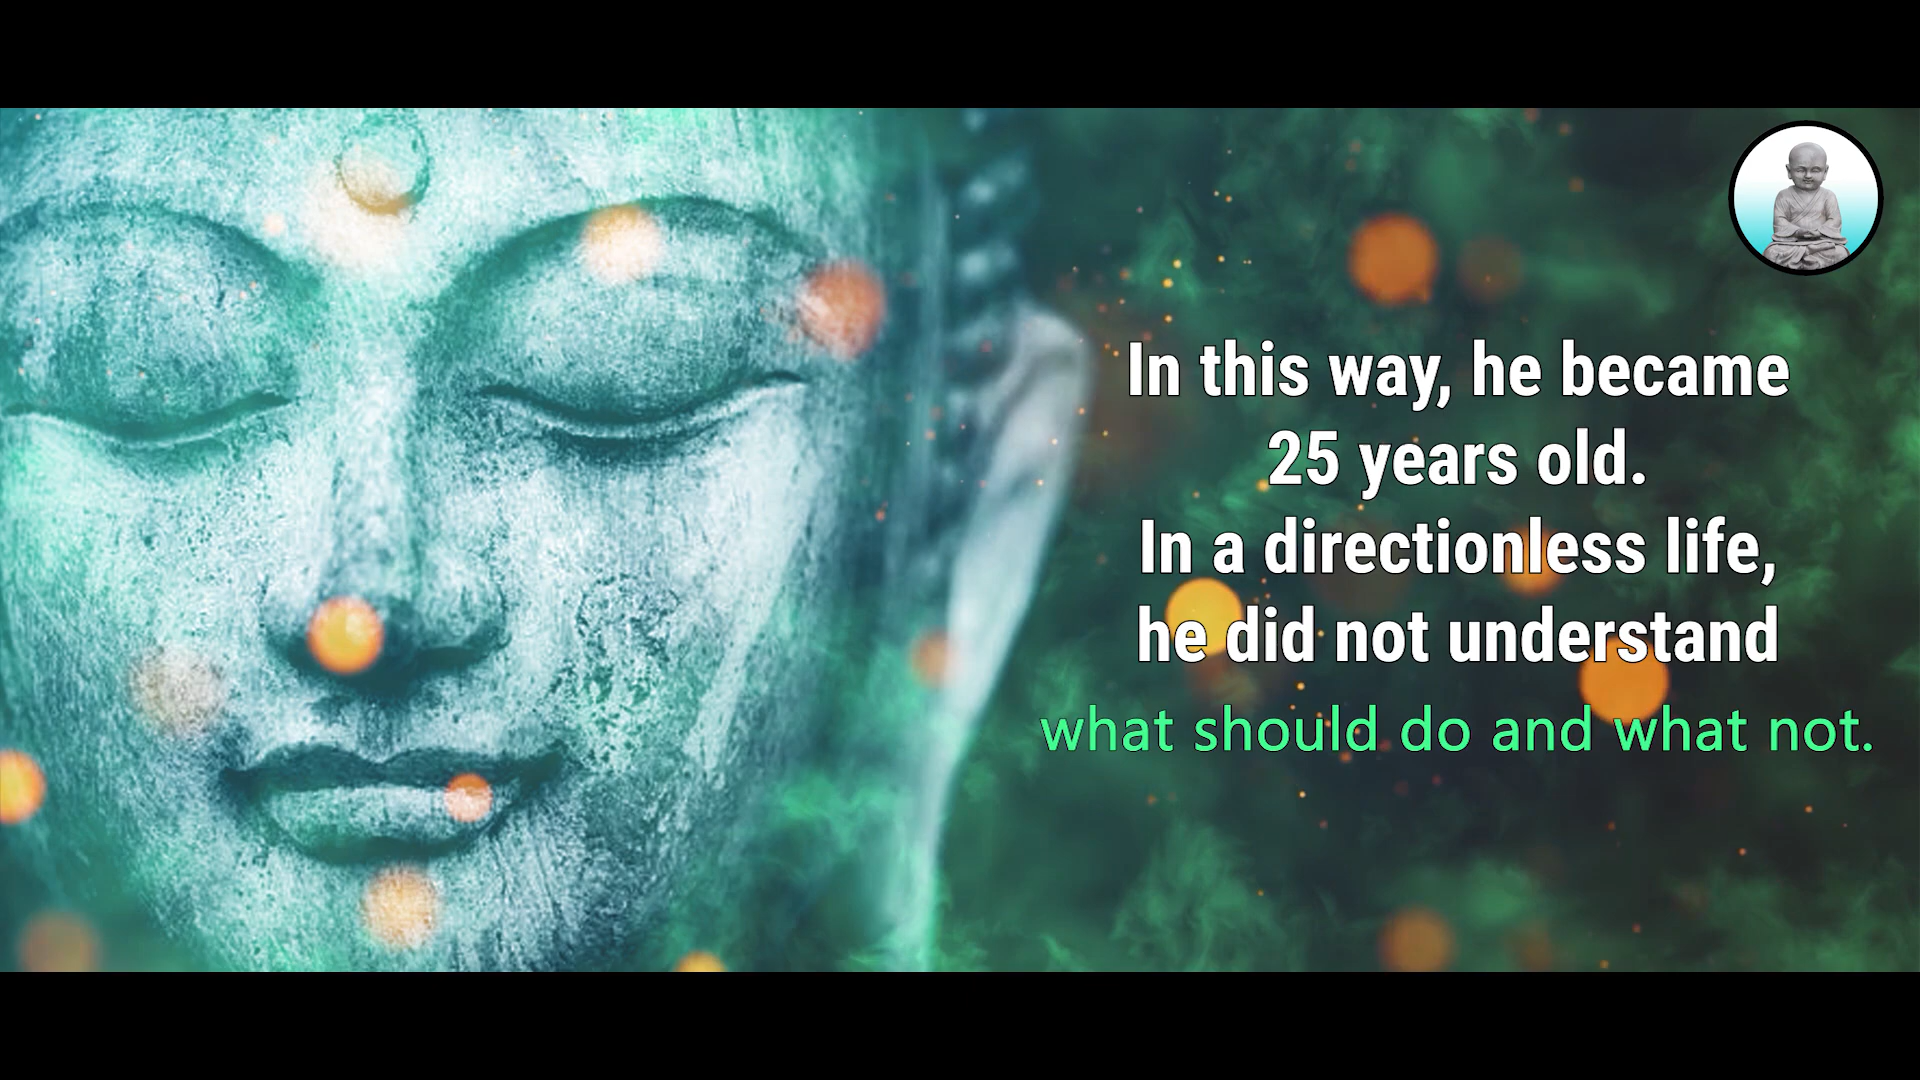 In this way, he became
25 years old.
In a directionless life,
he did not understand
what should do and what not.